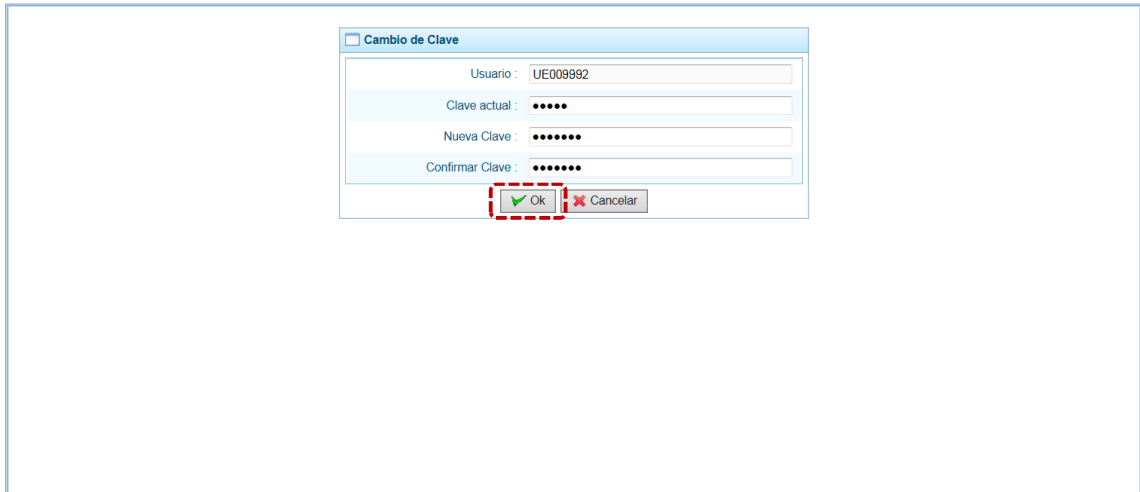 Cambio de Clave
Usuario : UE009992
Clave actual : •••••
Nueva Clave : •••••••
Confirmar Clave : •••••••
Ok Cancelar